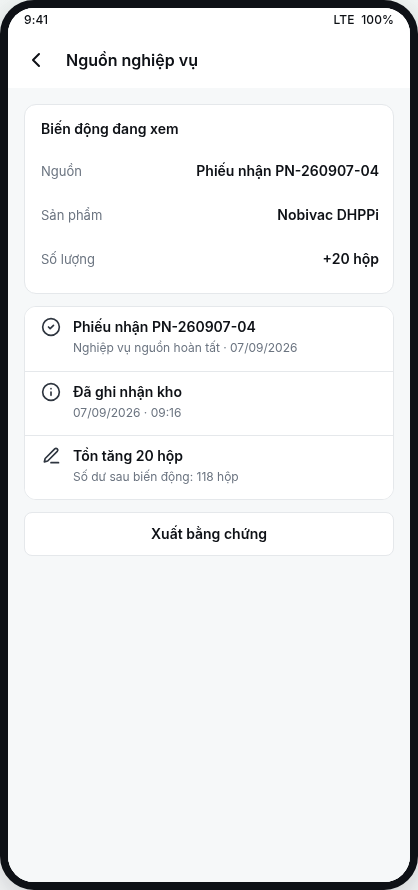 9:41 LTE 100%
Nguồn nghiệp vụ
Biến động đang xem
Nguồn Phiếu nhận PN-260907-04
Sản phẩm Nobivac DHPPi
Số lượng +20 hộp
Phiếu nhận PN-260907-04
Nghiệp vụ nguồn hoàn tất · 07/09/2026
Đã ghi nhận kho
07/09/2026 · 09:16
Tồn tăng 20 hộp
Số dư sau biến động: 118 hộp
Xuất bằng chứng